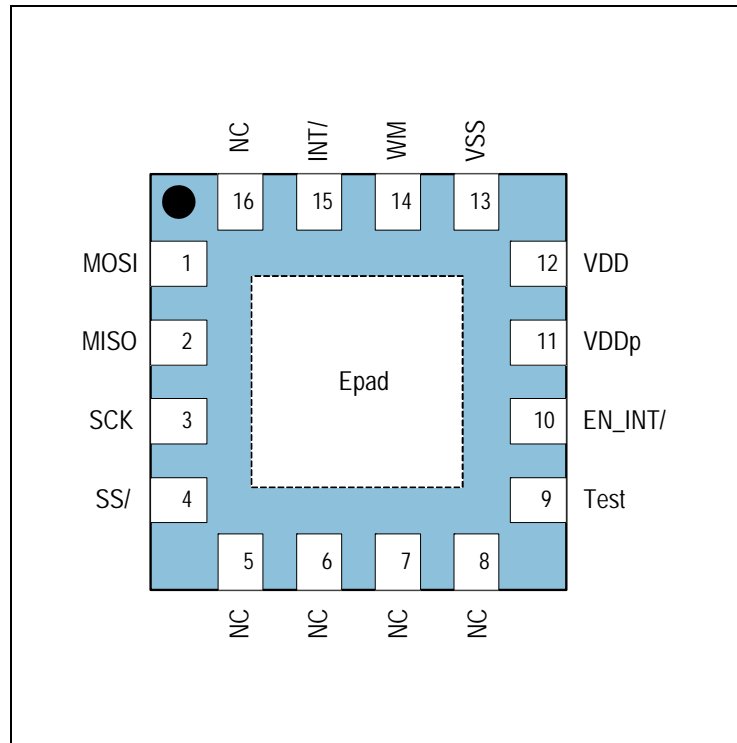 NC INT/ WM VSS
16 15 14 13
MOSI 1 12 VDD
MISO 2 11 VDDp
Epad
SCK 3 10 EN_INT/
SS/ 4 9 Test
5 6 7 8
NC NC NC NC